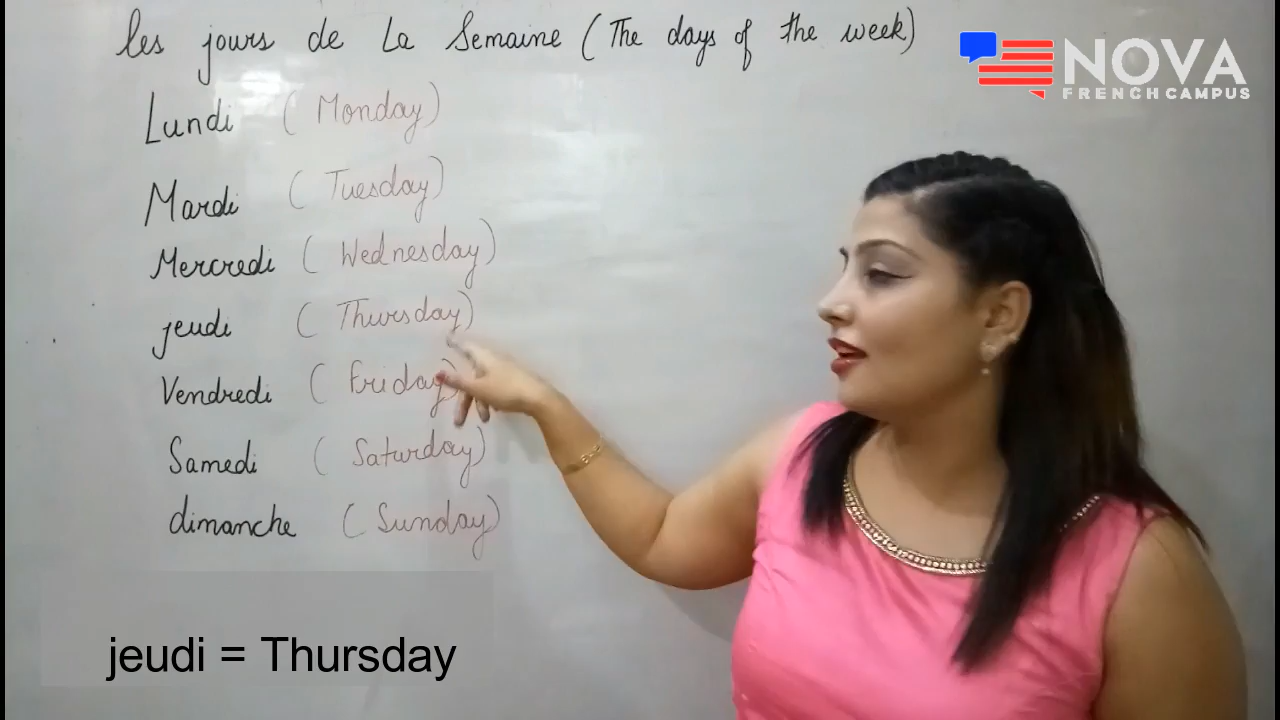 les jours de La Semaine (The days of the week)
NOVA
FRENCH CAMPUS
Lundi (Monday)
Mardi (Tuesday)
Mercredi (Wednesday)
jeudi (Thursday)
Vendredi (Friday)
Samedi (Saturday)
dimanche (Sunday)
jeudi = Thursday